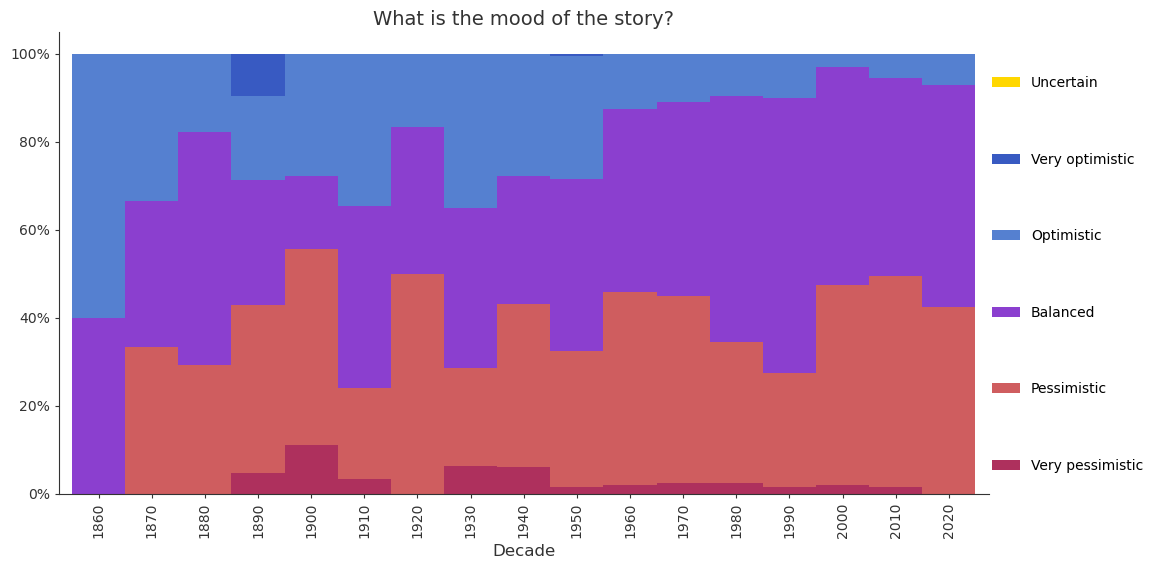 What is the mood of the story?
100%
80%
60%
40%
20%
0%
1860
1870
1880
1890
1900
1910
1920
1930
1940
1950
1960
1970
1980
1990
2000
2010
2020
Decade
Uncertain
Very optimistic
Optimistic
Balanced
Pessimistic
Very pessimistic